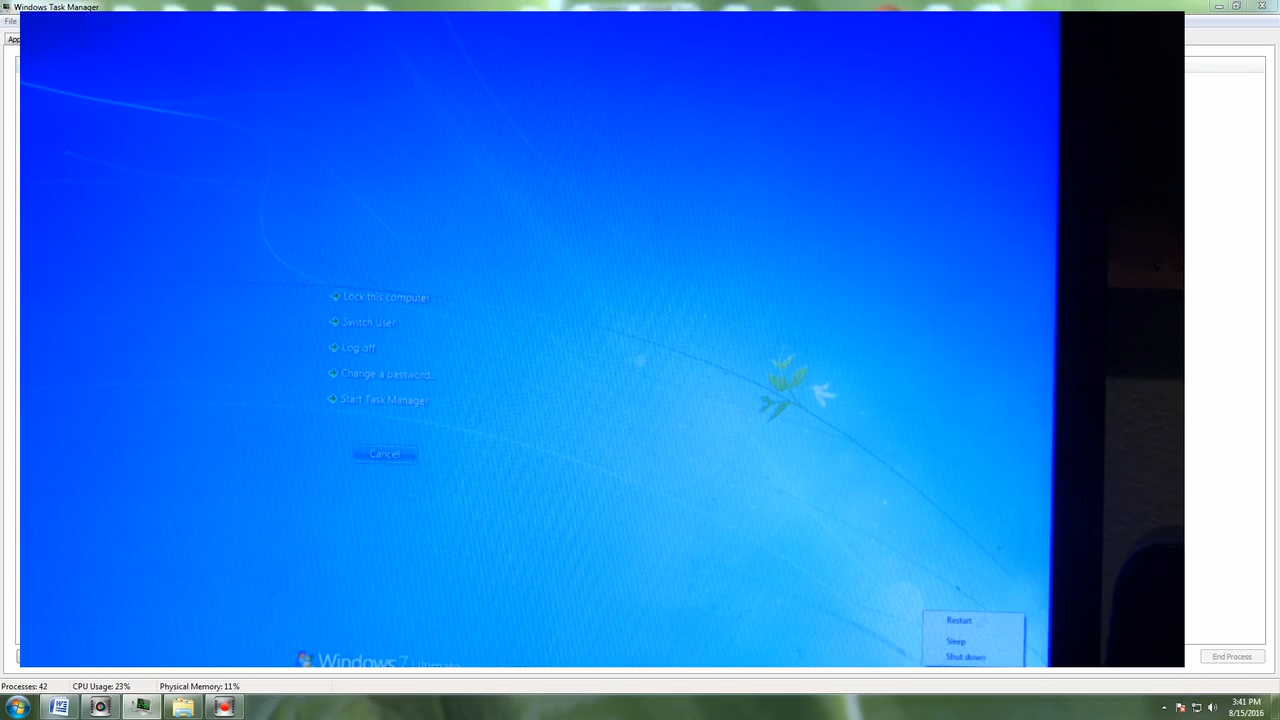 Windows Task Manager
File
App
Lock this computer
Switch User
Log off
Change a password...
Start Task Manager
Cancel
Restart
Sleep
Shut down
Windows 7 Ultimate
End Process
Processes: 42 CPU Usage: 23% Physical Memory: 11%
3:41 PM
8/15/2016